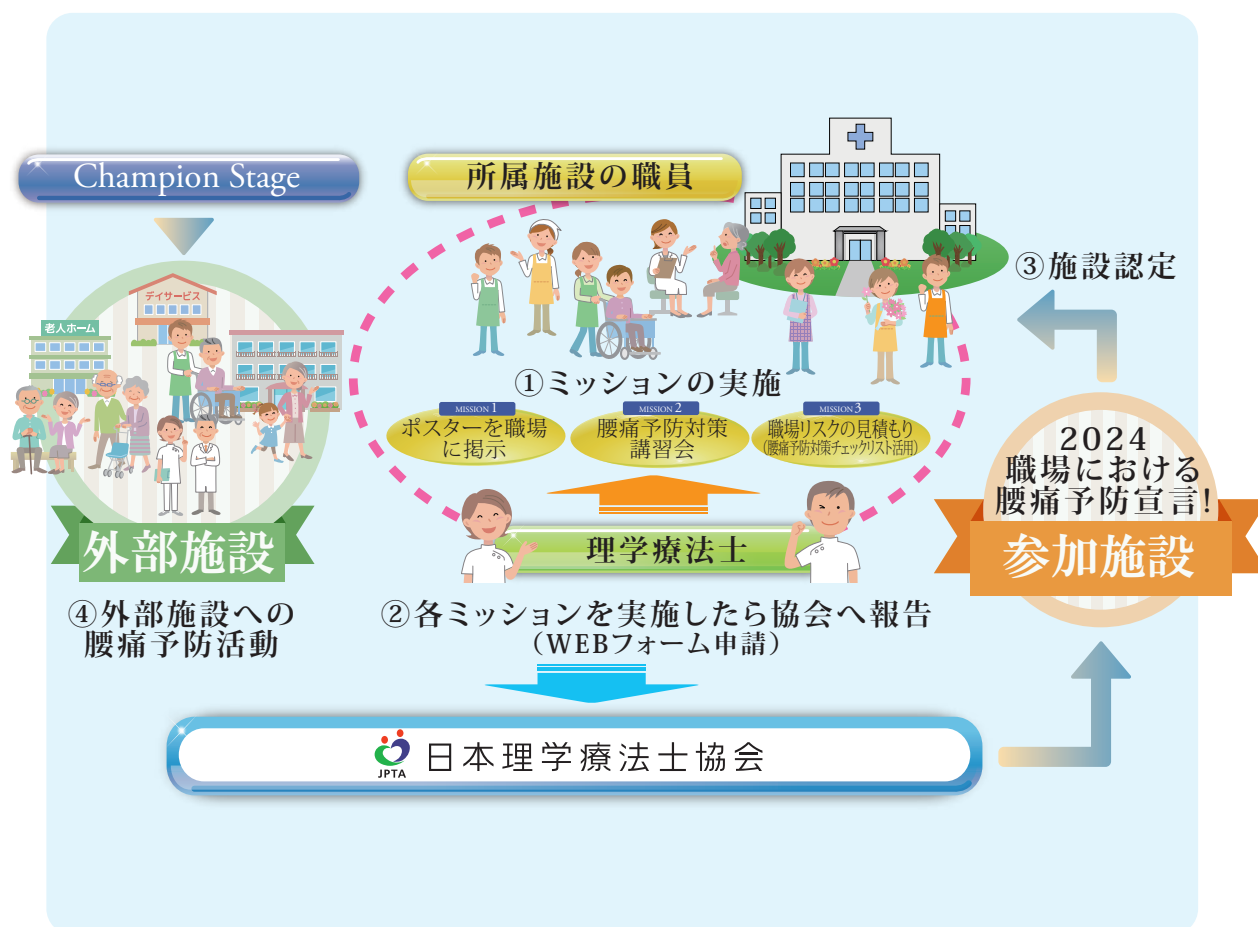 Champion Stage
デイサービス
老人ホーム
外部施設
④外部施設への
腰痛予防活動
所属施設の職員
①ミッションの実施
MISSION 1
ポスターを職場
に掲示
MISSION 2
腰痛予防対策
講習会
MISSION 3
職場リスクの見積もり
(腰痛予防対策チェックリスト活用)
理学療法士
②各ミッションを実施したら協会へ報告
(WEBフォーム申請)
JPTA
日本理学療法士協会
2024
職場における
腰痛予防宣言!
参加施設
③施設認定